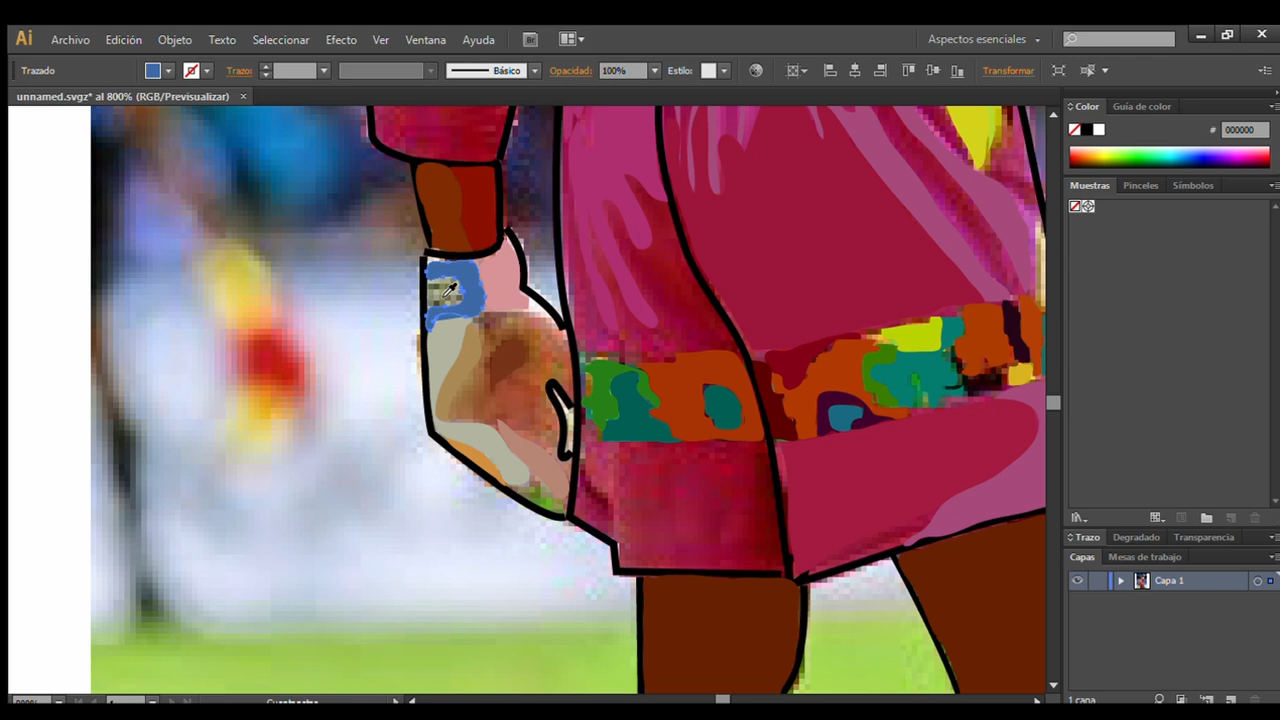 Ai Archivo Edición Objeto Texto Seleccionar Efecto Ver Ventana Ayuda Br Aspectos esenciales
Trazado Trazo: Básico Opacidad: 100% Estilo: Transformar
unnamed.svgz* al 800% (RGB/Previsualizar)
Color Guía de color
# 000000
Muestras Pinceles Símbolos
Trazo Degradado Transparencia
Capas Mesas de trabajo
Capa 1
1 capa